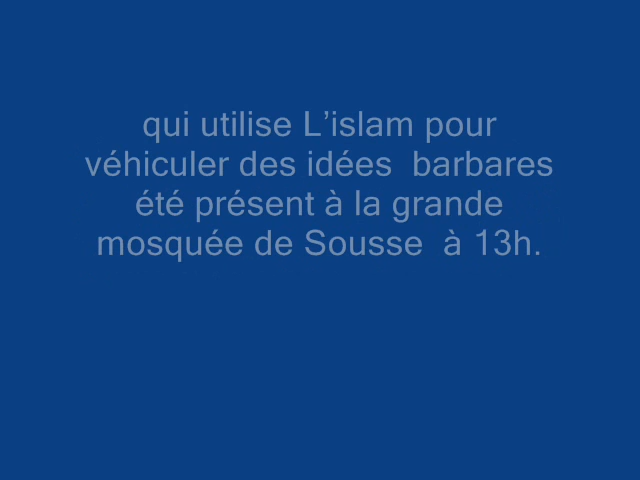 qui utilise L’islam pour
véhiculer des idées  barbares
été présent à la grande
mosquée de Sousse  à 13h.